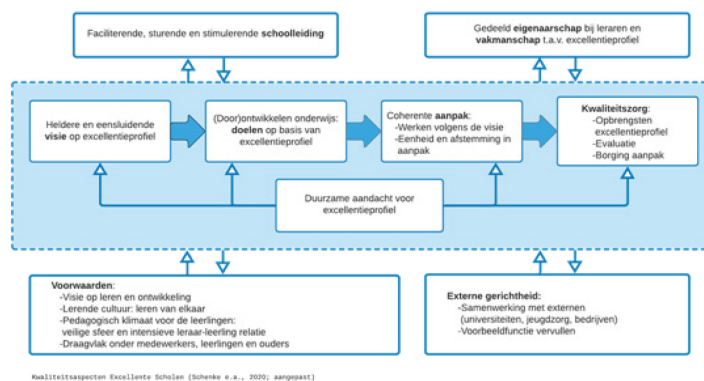 Faciliterende, sturende en stimulerende schoolleiding
Gedeeld eigenaarschap bij leraren en
vakmanschap t.a.v. excellentieprofiel
Heldere en eensluidende
visie op excellentieprofiel
(Door)ontwikkelen onderwijs:
doelen op basis van
excellentieprofiel
Coherente aanpak:
-Werken volgens de visie
-Eenheid en afstemming in
aanpak
Kwaliteitszorg:
-Opbrengsten
excellentieprofiel
-Evaluatie
-Borging aanpak
Duurzame aandacht voor
excellentieprofiel
Voorwaarden:
-Visie op leren en ontwikkeling
-Lerende cultuur: leren van elkaar
-Pedagogisch klimaat voor de leerlingen:
veilige sfeer en intensieve leraar-leerling relatie
-Draagvlak onder medewerkers, leerlingen en ouders
Externe gerichtheid:
-Samenwerking met externen
(universiteiten, jeugdzorg, bedrijven)
-Voorbeeldfunctie vervullen
Kwaliteitsaspecten Excellente Scholen (Schenke e.a., 2020; aangepast)